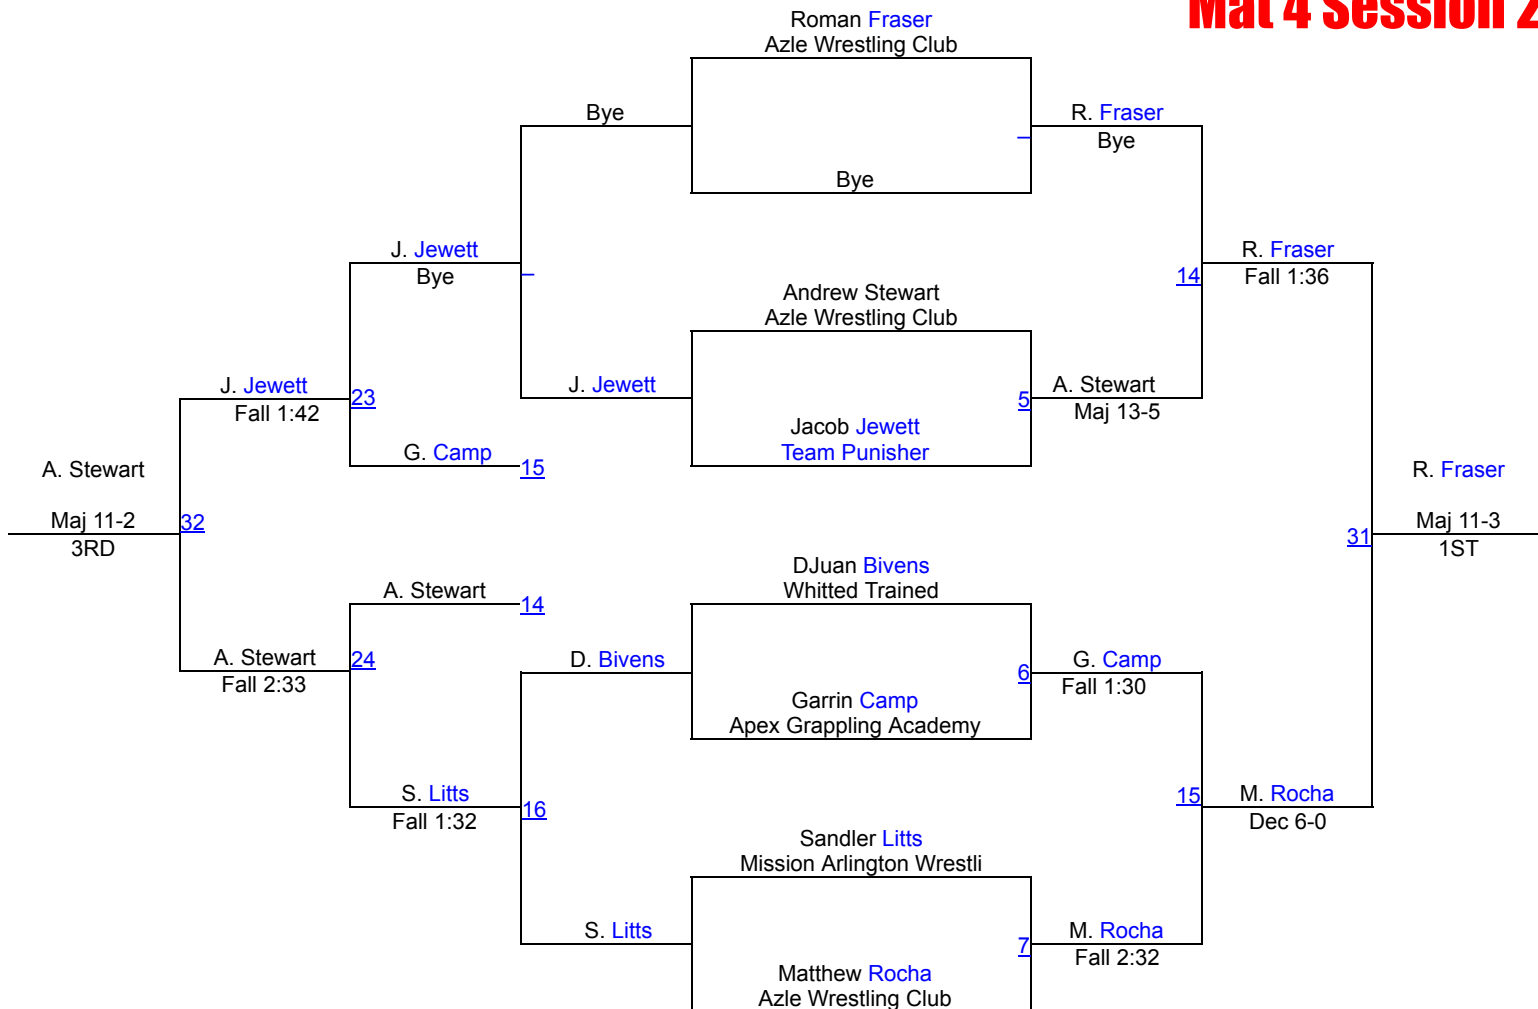 Mat 4 Session 2
Roman Fraser
Azle Wrestling Club
Bye
R. Fraser
Bye
Bye
J. Jewett
Bye
R. Fraser
14
Fall 1:36
Andrew Stewart
Azle Wrestling Club
J. Jewett
Fall 1:42
23
J. Jewett
5
A. Stewart
Maj 13-5
Jacob Jewett
Team Punisher
G. Camp
15
A. Stewart
Maj 11-2
3RD
32
R. Fraser
Maj 11-3
1ST
31
DJuan Bivens
Whitted Trained
A. Stewart
14
A. Stewart
Fall 2:33
24
D. Bivens
6
G. Camp
Fall 1:30
Garrin Camp
Apex Grappling Academy
S. Litts
Fall 1:32
16
15
M. Rocha
Dec 6-0
Sandler Litts
Mission Arlington Wrestli
S. Litts
7
M. Rocha
Fall 2:32
Matthew Rocha
Azle Wrestling Club